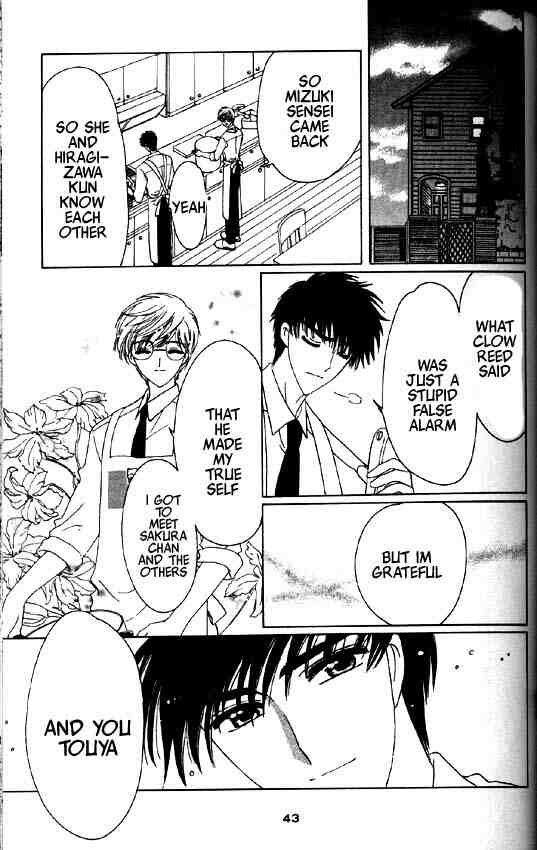 SO
MIZUKI
SENSEI
CAME
BACK
YEAH
SO SHE
AND
HIRAGI-
ZAWA
KUN
KNOW
EACH
OTHER
WHAT
CLOW
REED
SAID
WAS
JUST A
STUPID
FALSE
ALARM
BUT IM
GRATEFUL
THAT
HE
MADE
MY
TRUE
SELF
I GOT
TO
MEET
SAKURA
CHAN
AND THE
OTHERS
AND YOU
TOUYA
43